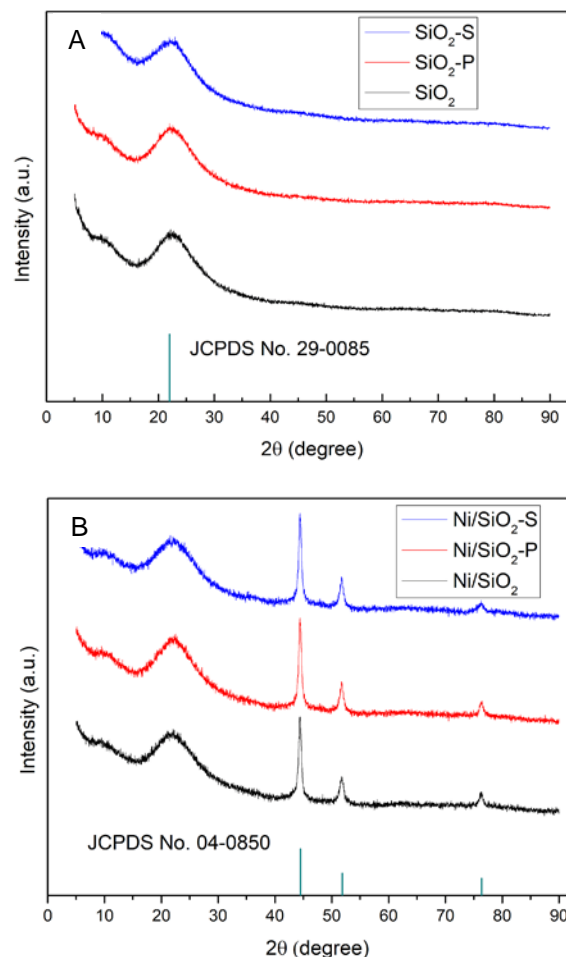 A
SiO₂-S
SiO₂-P
SiO₂
Intensity (a.u.)
JCPDS No. 29-0085
0 10 20 30 40 50 60 70 80 90
2θ (degree)
B
Ni/SiO₂-S
Ni/SiO₂-P
Ni/SiO₂
Intensity (a.u.)
JCPDS No. 04-0850
0 10 20 30 40 50 60 70 80 90
2θ (degree)